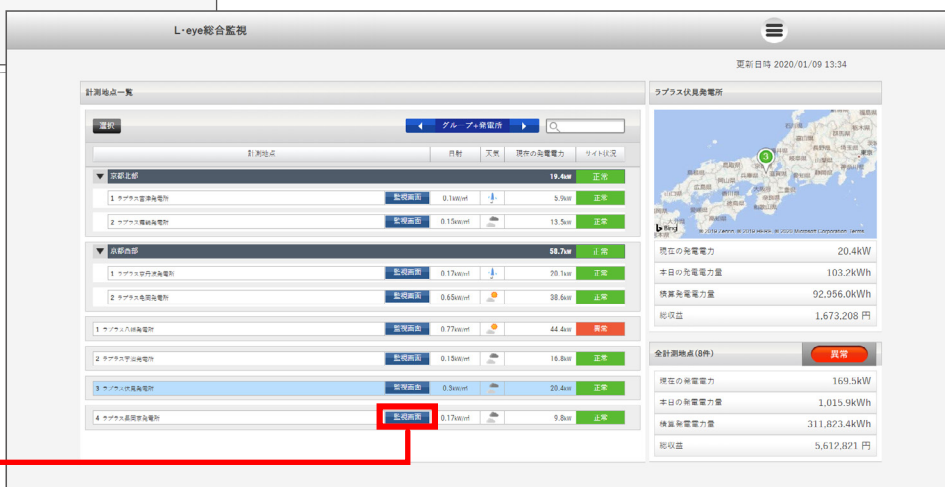 L・eye総合監視
更新日時 2020/01/09 13:34
計測地点一覧
選択
グループ+発電所
計測地点 日射 天気 現在の発電電力 サイト状況
▼ 京都北部 19.4kW 正常
1 ラプラス宮津発電所 監視画面 0.1kW/㎡ 5.9kW 正常
2 ラプラス舞鶴発電所 監視画面 0.15kW/㎡ 13.5kW 正常
▼ 京都西部 58.7kW 正常
1 ラプラス京丹波発電所 監視画面 0.17kW/㎡ 20.1kW 正常
2 ラプラス亀岡発電所 監視画面 0.65kW/㎡ 38.6kW 正常
1 ラプラス八幡発電所 監視画面 0.77kW/㎡ 44.4kW 異常
2 ラプラス宇治発電所 監視画面 0.15kW/㎡ 16.8kW 正常
3 ラプラス伏見発電所 監視画面 0.3kW/㎡ 20.4kW 正常
4 ラプラス長岡京発電所 監視画面 0.17kW/㎡ 9.8kW 正常
ラプラス伏見発電所
3
Bing
現在の発電電力 20.4kW
本日の発電電力量 103.2kWh
積算発電電力量 92,956.0kWh
総収益 1,673,208 円
全計測地点(8件) 異常
現在の発電電力 169.5kW
本日の発電電力量 1,015.9kWh
積算発電電力量 311,823.4kWh
総収益 5,612,821 円